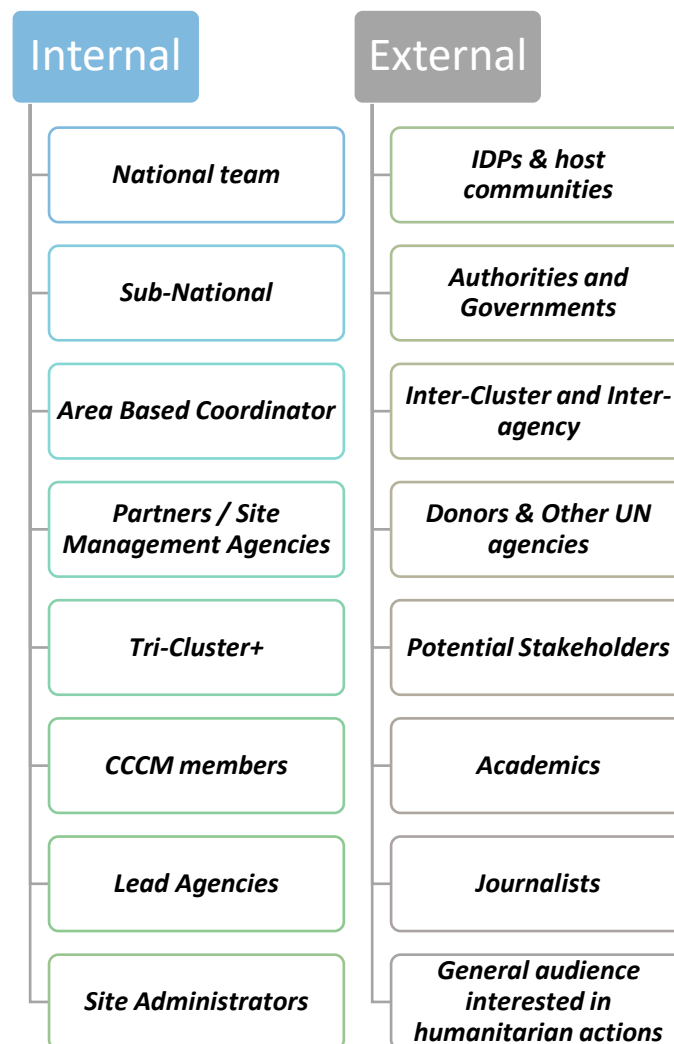 Internal
National team
Sub-National
Area Based Coordinator
Partners / Site
Management Agencies
Tri-Cluster+
CCCM members
Lead Agencies
Site Administrators
External
IDPs & host
communities
Authorities and
Governments
Inter-Cluster and Inter-
agency
Donors & Other UN
agencies
Potential Stakeholders
Academics
Journalists
General audience
interested in
humanitarian actions